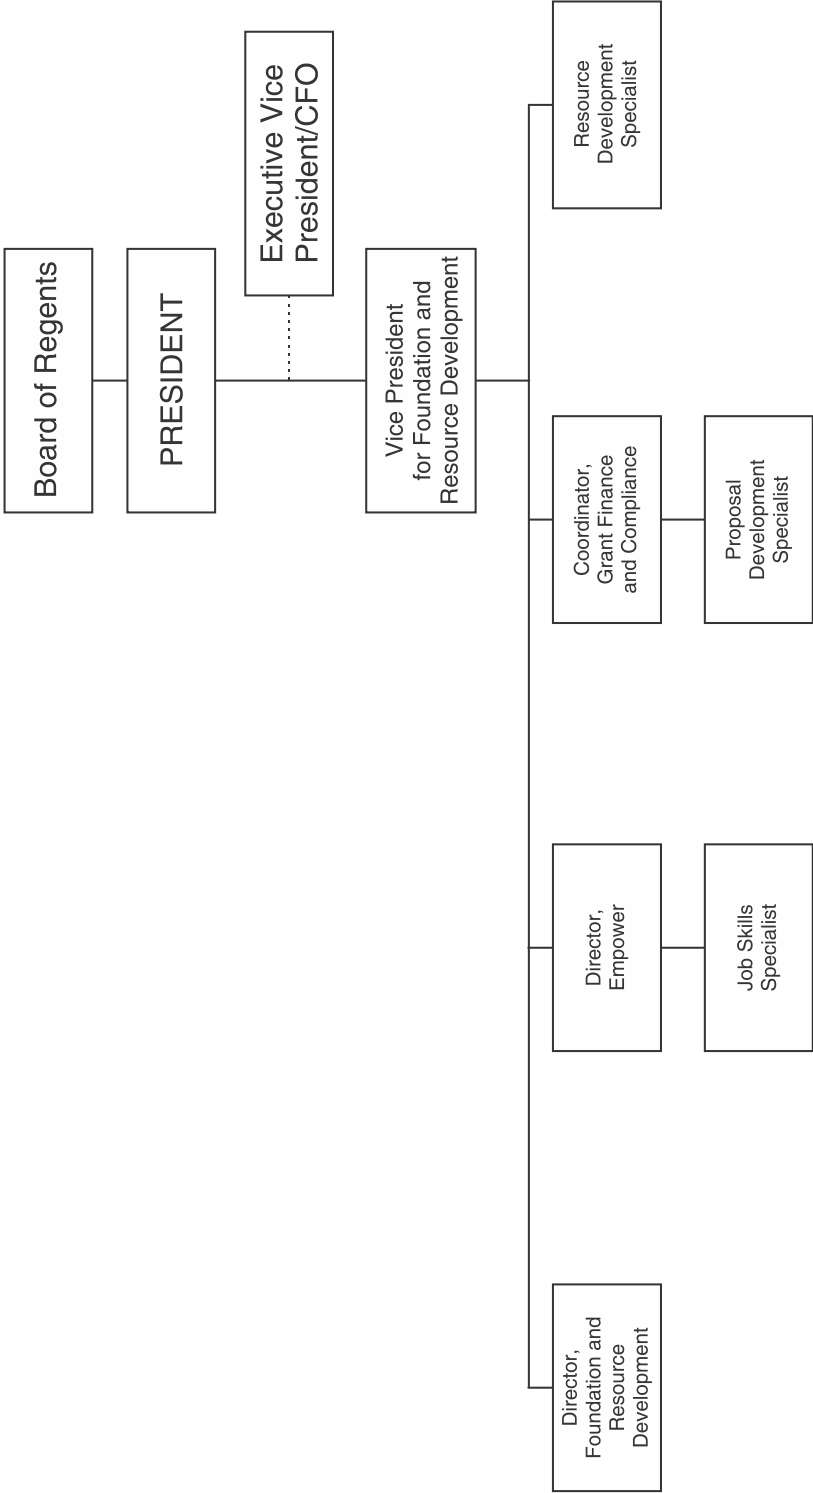 Board of Regents
PRESIDENT
Executive Vice
President/CFO
Vice President
for Foundation and
Resource Development
Director,
Foundation and
Resource
Development
Director,
Empower
Coordinator,
Grant Finance
and Compliance
Resource
Development
Specialist
Job Skills
Specialist
Proposal
Development
Specialist